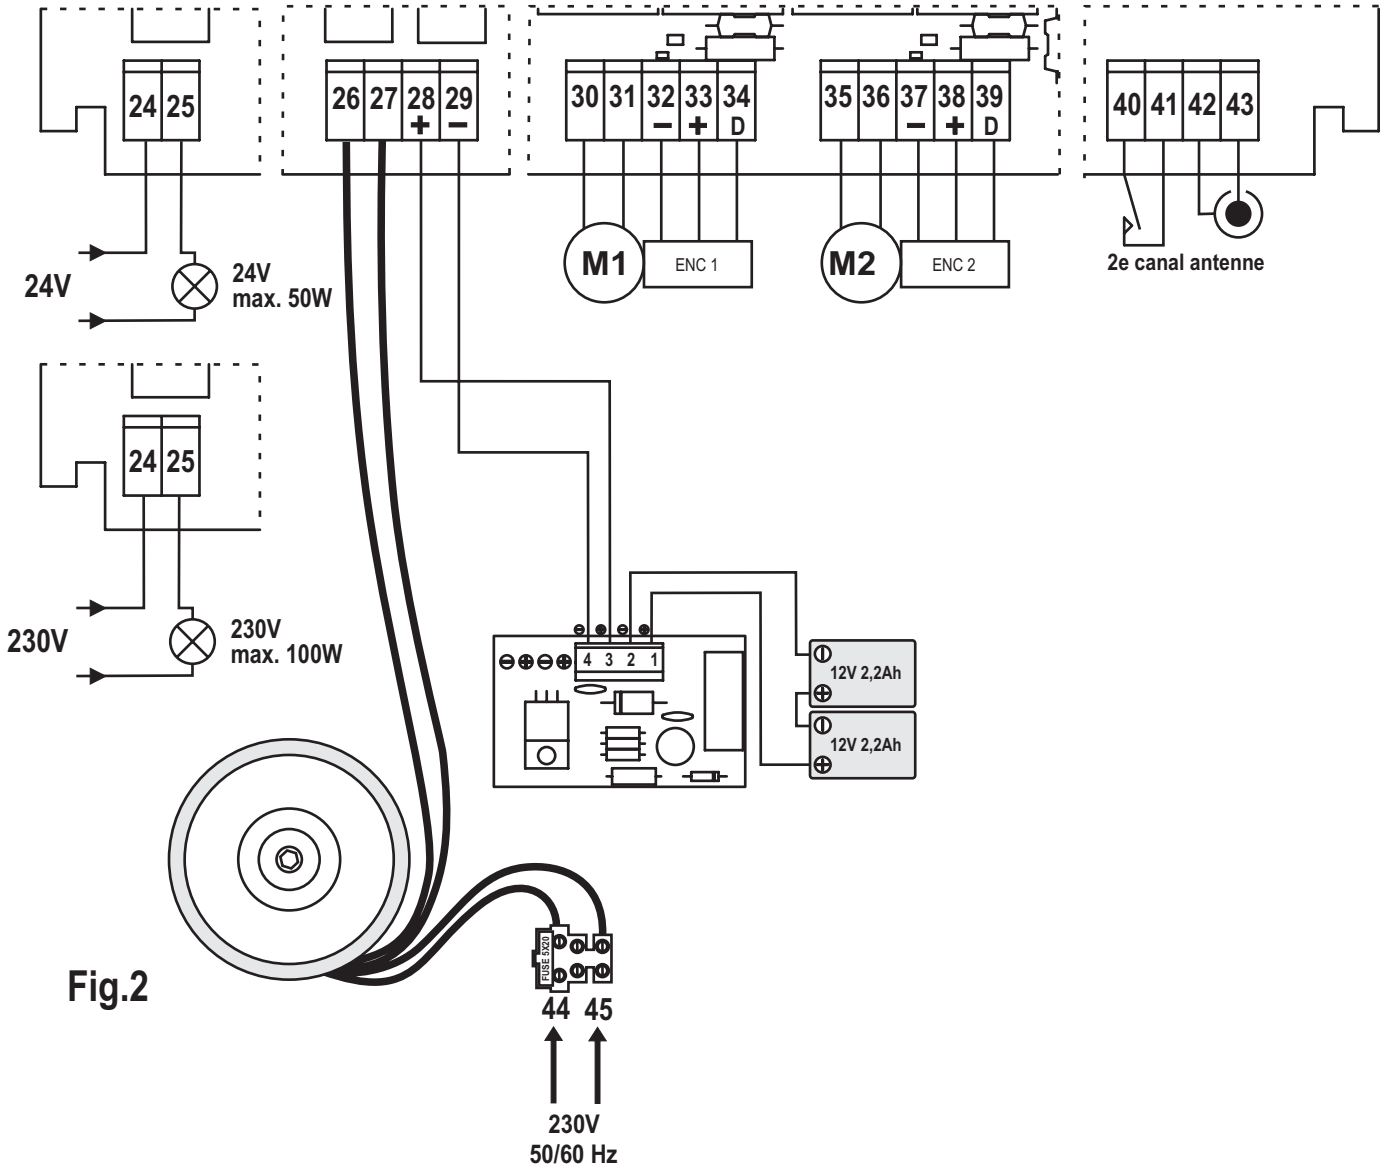 24 25
26 27 28 29
+ −
30 31 32 33 34
− + D
35 36 37 38 39
− + D
40 41 42 43
M1 ENC 1
M2 ENC 2
2e canal antenne
24V
24V
max. 50W
24 25
230V
230V
max. 100W
4 3 2 1
12V 2,2Ah
12V 2,2Ah
FUSE 5X20
44 45
Fig.2
230V
50/60 Hz